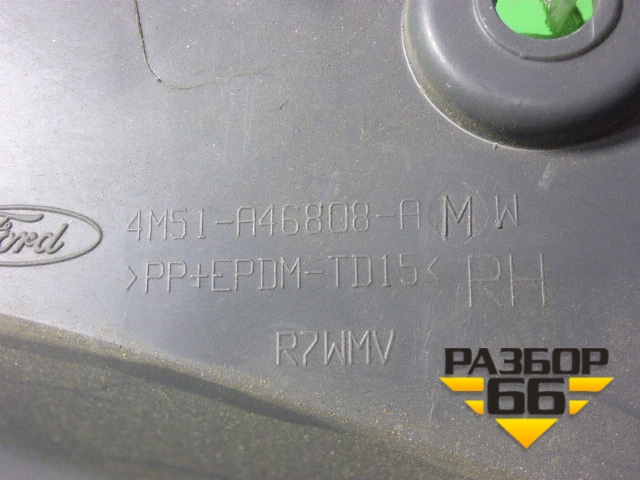 Ford
4M51-A46808-A M W
>PP+EPDM-TD15< RH
R7WMV
РАЗБОР
66